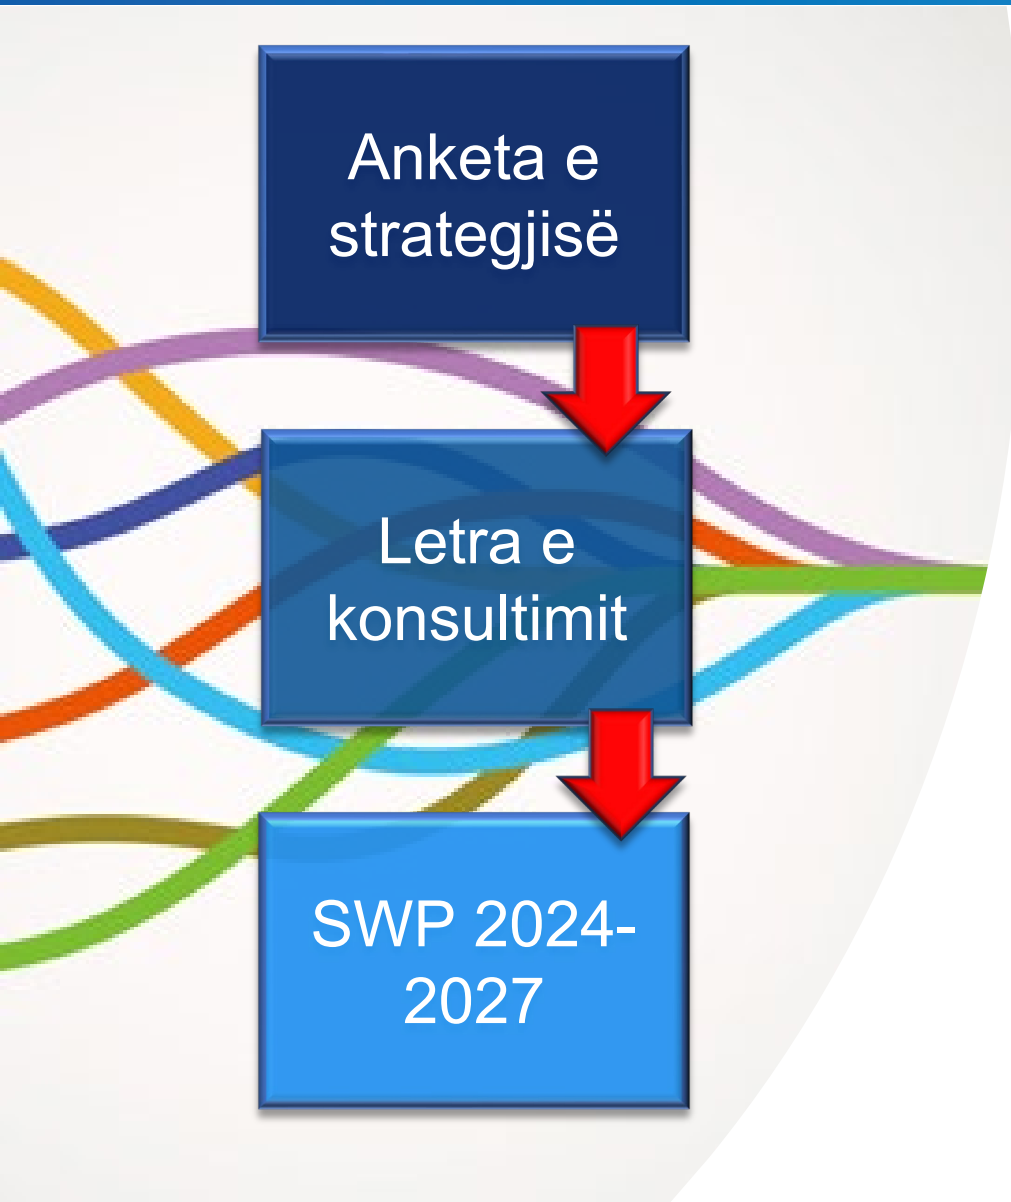 Anketa e
strategjisë
Letra e
konsultimit
SWP 2024-
2027